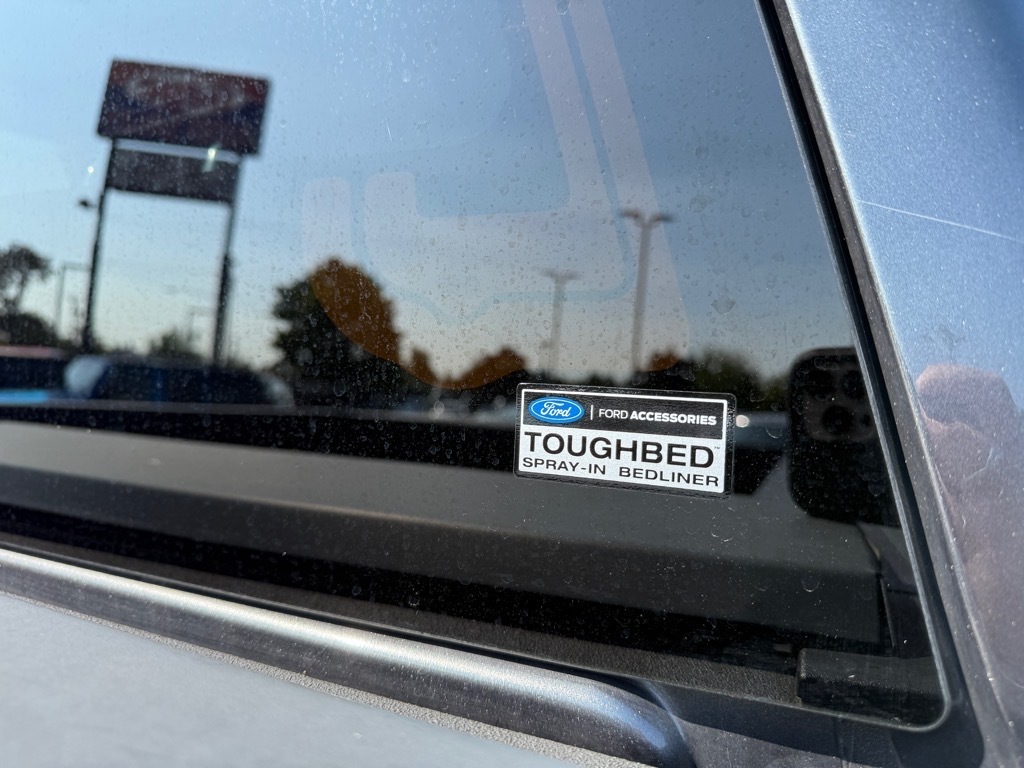 Ford | FORD ACCESSORIES
TOUGHBED™
SPRAY-IN BEDLINER